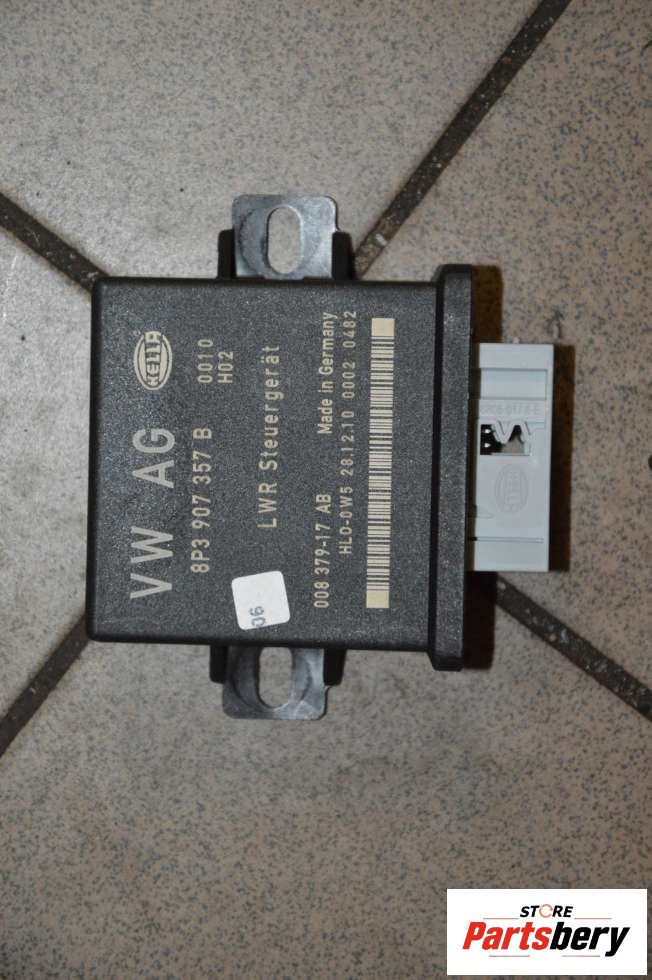 HELLA
VW AG
8P3 907 357 B
0010
H02
LWR Steuergerät
008 379-17 AB
Made in Germany
HLO-0W5 28.12.10 0002 0482
06
HELLA
STORE
Partsbery